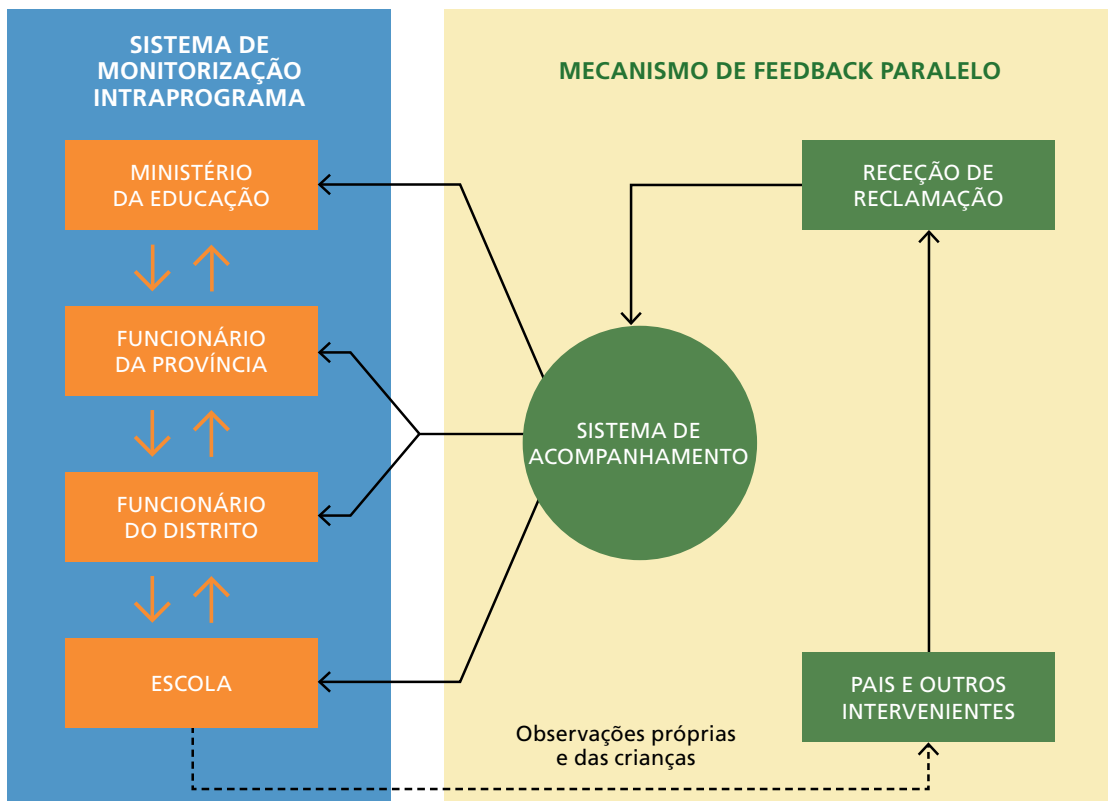 SISTEMA DE
MONITORIZAÇÃO
INTRAPROGRAMA
MECANISMO DE FEEDBACK PARALELO
MINISTÉRIO
DA EDUCAÇÃO
RECEÇÃO DE
RECLAMAÇÃO
FUNCIONÁRIO
DA PROVÍNCIA
SISTEMA DE
ACOMPANHAMENTO
FUNCIONÁRIO
DO DISTRITO
ESCOLA
PAIS E OUTROS
INTERVENIENTES
Observações próprias
e das crianças